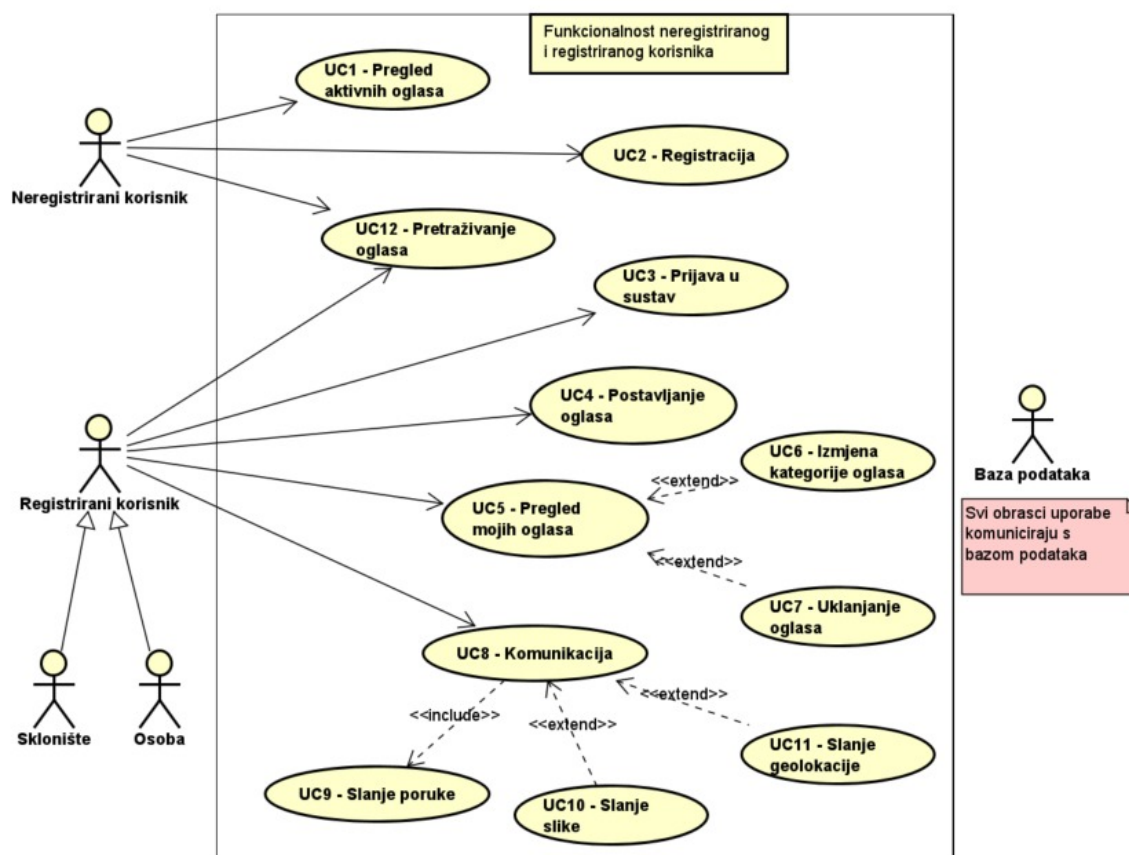 Funkcionalnost neregistriranog
i registriranog korisnika
UC1 - Pregled
aktivnih oglasa
UC2 - Registracija
Neregistrirani korisnik
UC12 - Pretraživanje
oglasa
UC3 - Prijava u
sustav
UC4 - Postavljanje
oglasa
Registrirani korisnik
UC6 - Izmjena
kategorije oglasa
<<extend>>
UC5 - Pregled
mojih oglasa
Baza podataka
Svi obrasci uporabe
komuniciraju s
bazom podataka
<<extend>>
UC7 - Uklanjanje
oglasa
UC8 - Komunikacija
<<include>>
<<extend>>
<<extend>>
Sklonište
Osoba
UC11 - Slanje
geolokacije
UC9 - Slanje poruke
UC10 - Slanje
slike